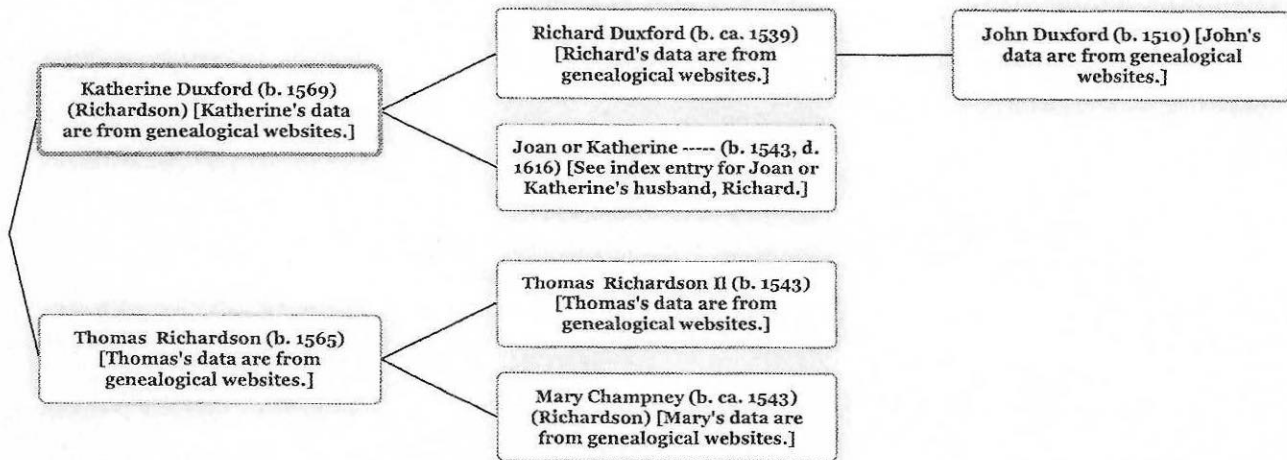 Richard Duxford (b. ca. 1539)
[Richard's data are from
genealogical websites.]
John Duxford (b. 1510) [John's
data are from genealogical
websites.]
Katherine Duxford (b. 1569)
(Richardson) [Katherine's data
are from genealogical websites.]
Joan or Katherine ----- (b. 1543, d.
1616) [See index entry for Joan or
Katherine's husband, Richard.]
Thomas Richardson II (b. 1543)
[Thomas's data are from
genealogical websites.]
Thomas Richardson (b. 1565)
[Thomas's data are from
genealogical websites.]
Mary Champney (b. ca. 1543)
(Richardson) [Mary's data are
from genealogical websites.]